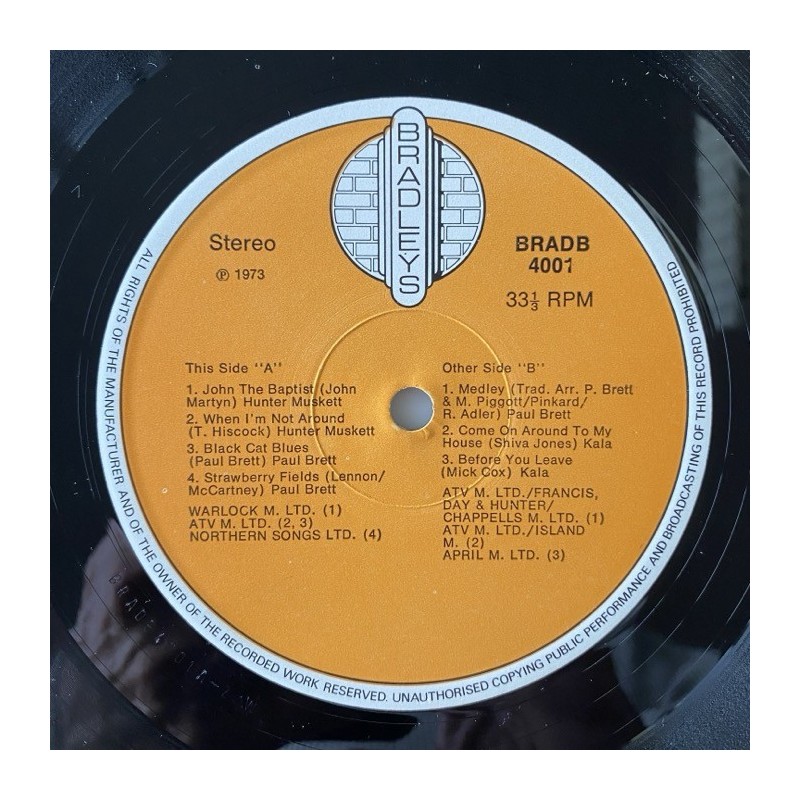 BRADLEYS
Stereo
℗ 1973
BRADB
4001
33⅓ RPM
This Side "A"
1. John The Baptist (John
Martyn) Hunter Muskett
2. When I'm Not Around
(T. Hiscock) Hunter Muskett
3. Black Cat Blues
(Paul Brett) Paul Brett
4. Strawberry Fields (Lennon/
McCartney) Paul Brett
WARLOCK M. LTD. (1)
ATV M. LTD. (2, 3)
NORTHERN SONGS LTD. (4)
Other Side "B"
1. Medley (Trad. Arr. P. Brett
& M. Piggott/Pinkard/
R. Adler) Paul Brett
2. Come On Around To My
House (Shiva Jones) Kala
3. Before You Leave
(Mick Cox) Kala
ATV M. LTD./FRANCIS,
DAY & HUNTER/
CHAPPELLS M. LTD. (1)
ATV M. LTD./ISLAND
M. (2)
APRIL M. LTD. (3)
ALL RIGHTS OF THE MANUFACTURER AND OF THE OWNER OF THE RECORDED WORK RESERVED. UNAUTHORISED COPYING PUBLIC PERFORMANCE AND BROADCASTING OF THIS RECORD PROHIBITED